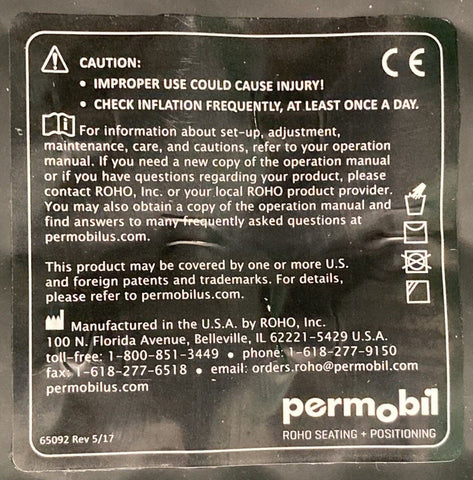 CAUTION:
• IMPROPER USE COULD CAUSE INJURY!
• CHECK INFLATION FREQUENTLY, AT LEAST ONCE A DAY.
For information about set-up, adjustment,
maintenance, care, and cautions, refer to your operation
manual. If you need a new copy of the operation manual
or if you have questions regarding your product, please
contact ROHO, Inc. or your local ROHO product provider.
You may also obtain a copy of the operation manual and
find answers to many frequently asked questions at
permobilus.com.
This product may be covered by one or more U.S.
and foreign patents and trademarks. For details,
please refer to permobilus.com.
Manufactured in the U.S.A. by ROHO, Inc.
100 N. Florida Avenue, Belleville, IL 62221-5429 U.S.A.
toll-free: 1-800-851-3449 • phone: 1-618-277-9150
fax: 1-618-277-6518 • email: orders.roho@permobil.com
permobilus.com
permobil
ROHO SEATING + POSITIONING
65092 Rev 5/17
CE